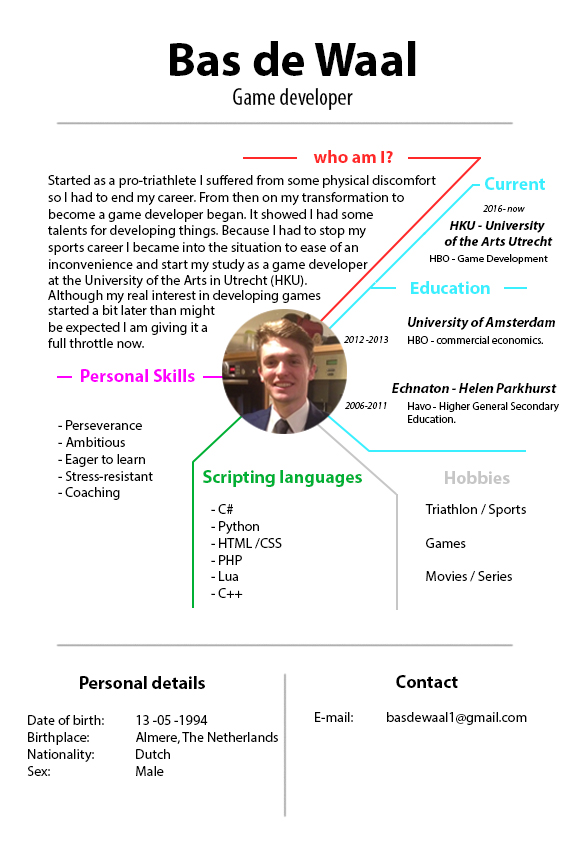 Bas de Waal
Game developer
who am I?
Started as a pro-triathlete I suffered from some physical discomfort
so I had to end my career. From then on my transformation to
become a game developer began. It showed I had some
talents for developing things. Because I had to stop my
sports career I became into the situation to ease of an
inconvenience and start my study as a game developer
at the University of the Arts in Utrecht (HKU).
Although my real interest in developing games
started a bit later than might
be expected I am giving it a
full throttle now.
Current
2016- now
HKU - University
of the Arts Utrecht
HBO - Game Development
Education
University of Amsterdam
2012 -2013 HBO - commercial economics.
Echnaton - Helen Parkhurst
2006-2011 Havo - Higher General Secondary
Education.
Personal Skills
- Perseverance
- Ambitious
- Eager to learn
- Stress-resistant
- Coaching
Scripting languages
- C#
- Python
- HTML /CSS
- PHP
- Lua
- C++
Hobbies
Triathlon / Sports
Games
Movies / Series
Personal details
Date of birth: 13 -05 -1994
Birthplace: Almere, The Netherlands
Nationality: Dutch
Sex: Male
Contact
E-mail: basdewaal1@gmail.com